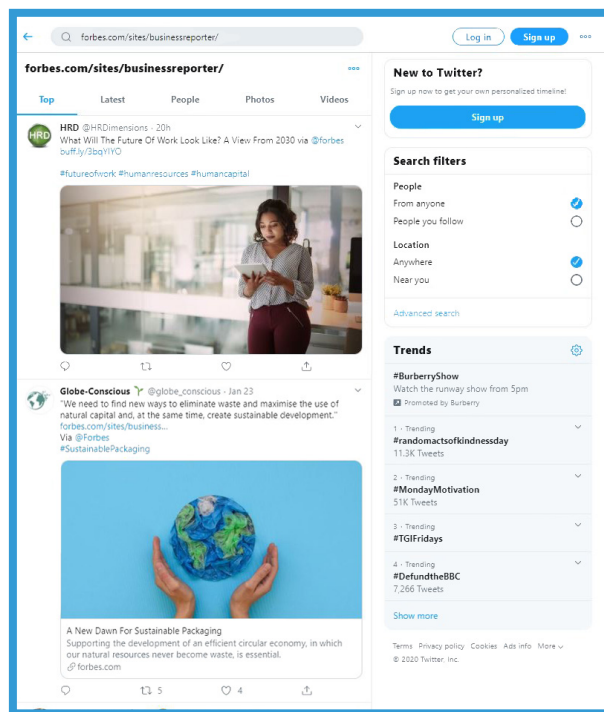 forbes.com/sites/businessreporter/
Log in
Sign up
forbes.com/sites/businessreporter/
Top
Latest
People
Photos
Videos
HRD
HRD @HRDimensions · 20h
What Will The Future Of Work Look Like? A View From 2030 via @forbes
buff.ly/3bqYIYO
#futureofwork #humanresources #humancapital
Globe-Conscious @globe_conscious · Jan 23
"We need to find new ways to eliminate waste and maximise the use of
natural capital and, at the same time, create sustainable development."
forbes.com/sites/business...
Via @Forbes
#SustainablePackaging
A New Dawn For Sustainable Packaging
Supporting the development of an efficient circular economy, in which
our natural resources never become waste, is essential.
forbes.com
5
4
New to Twitter?
Sign up now to get your own personalized timeline!
Sign up
Search filters
People
From anyone
People you follow
Location
Anywhere
Near you
Advanced search
Trends
#BurberryShow
Watch the runway show from 5pm
Promoted by Burberry
1 · Trending
#randomactsofkindnessday
11.3K Tweets
2 · Trending
#MondayMotivation
51K Tweets
3 · Trending
#TGIFridays
4 · Trending
#DefundtheBBC
7,266 Tweets
Show more
Terms Privacy policy Cookies Ads info More
© 2020 Twitter, Inc.